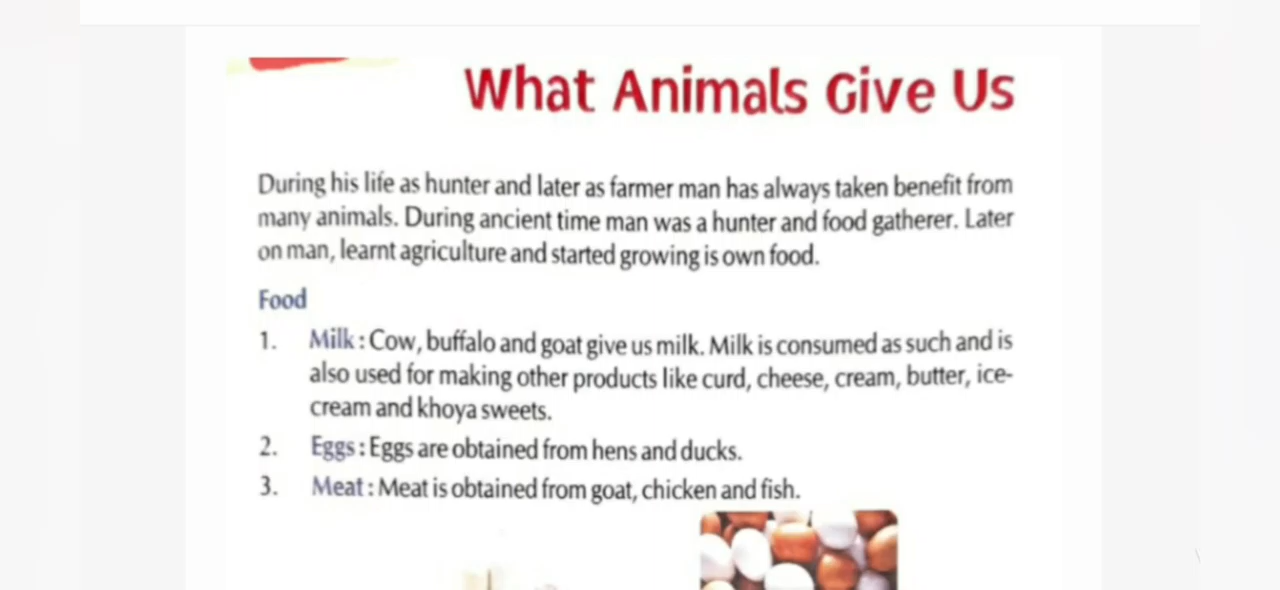 What Animals Give Us
During his life as hunter and later as farmer man has always taken benefit from
many animals. During ancient time man was a hunter and food gatherer. Later
on man, learnt agriculture and started growing is own food.
Food
1. Milk : Cow, buffalo and goat give us milk. Milk is consumed as such and is
also used for making other products like curd, cheese, cream, butter, ice-
cream and khoya sweets.
2. Eggs : Eggs are obtained from hens and ducks.
3. Meat : Meat is obtained from goat, chicken and fish.